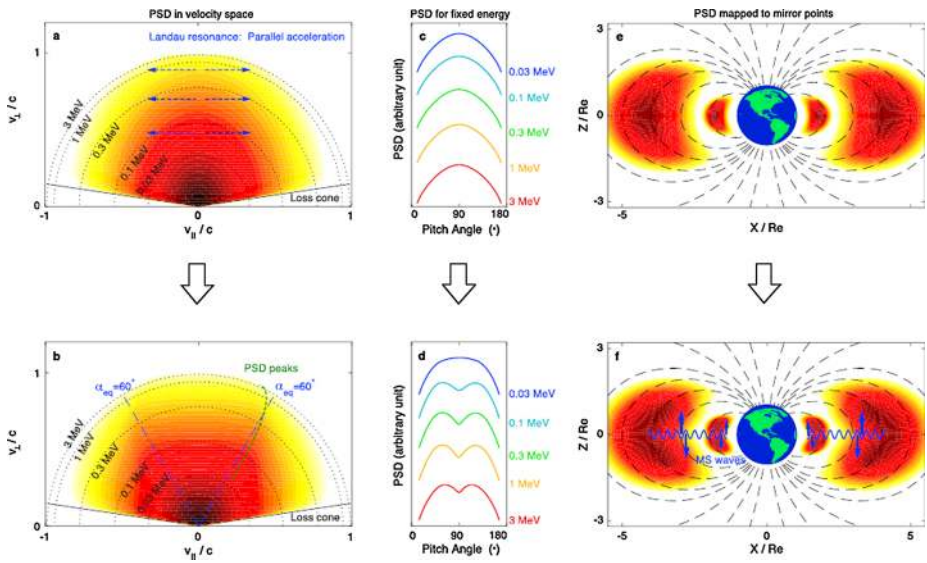 PSD in velocity space
PSD for fixed energy
PSD mapped to mirror points
a
Landau resonance: Parallel acceleration
1
v⊥ / c
3 MeV
1 MeV
0.3 MeV
0.1 MeV
0.03 MeV
Loss cone
0
-1 0 1
v|| / c
c
PSD (arbitrary unit)
0.03 MeV
0.1 MeV
0.3 MeV
1 MeV
3 MeV
0 90 180
Pitch Angle (°)
e
3
Z / Re
0
-3
-5 0 5
X / Re
b
PSD peaks
αeq=60°
αeq=60°
1
v⊥ / c
3 MeV
1 MeV
0.3 MeV
0.1 MeV
0.03 MeV
Loss cone
0
-1 0 1
v|| / c
d
PSD (arbitrary unit)
0.03 MeV
0.1 MeV
0.3 MeV
1 MeV
3 MeV
0 90 180
Pitch Angle (°)
f
3
Z / Re
0
-3
MS waves
-5 0 5
X / Re